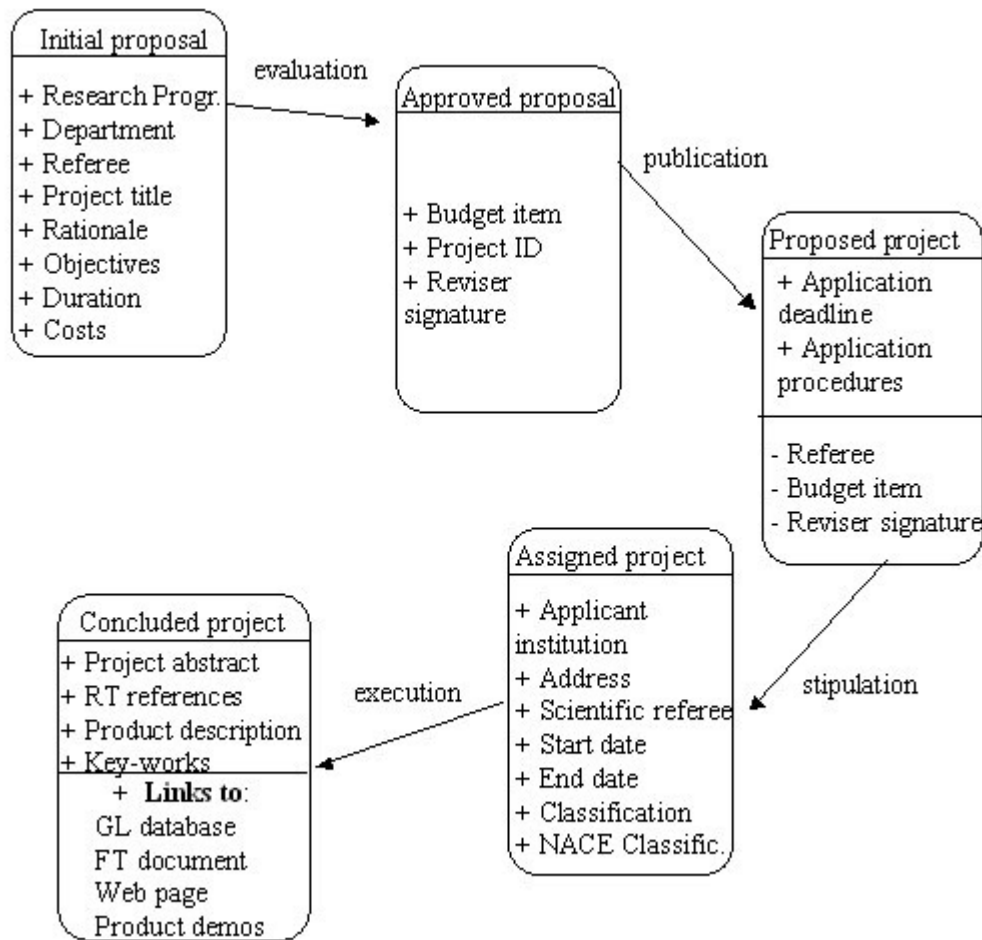 Initial proposal
+ Research Progr.
+ Department
+ Referee
+ Project title
+ Rationale
+ Objectives
+ Duration
+ Costs
evaluation
Approved proposal
+ Budget item
+ Project ID
+ Reviser
signature
publication
Proposed project
+ Application
deadline
+ Application
procedures
- Referee
- Budget item
- Reviser signature
stipulation
Assigned project
+ Applicant
institution
+ Address
+ Scientific referee
+ Start date
+ End date
+ Classification
+ NACE Classific.
execution
Concluded project
+ Project abstract
+ RT references
+ Product description
+ Key-works
+ Links to:
GL database
FT document
Web page
Product demos